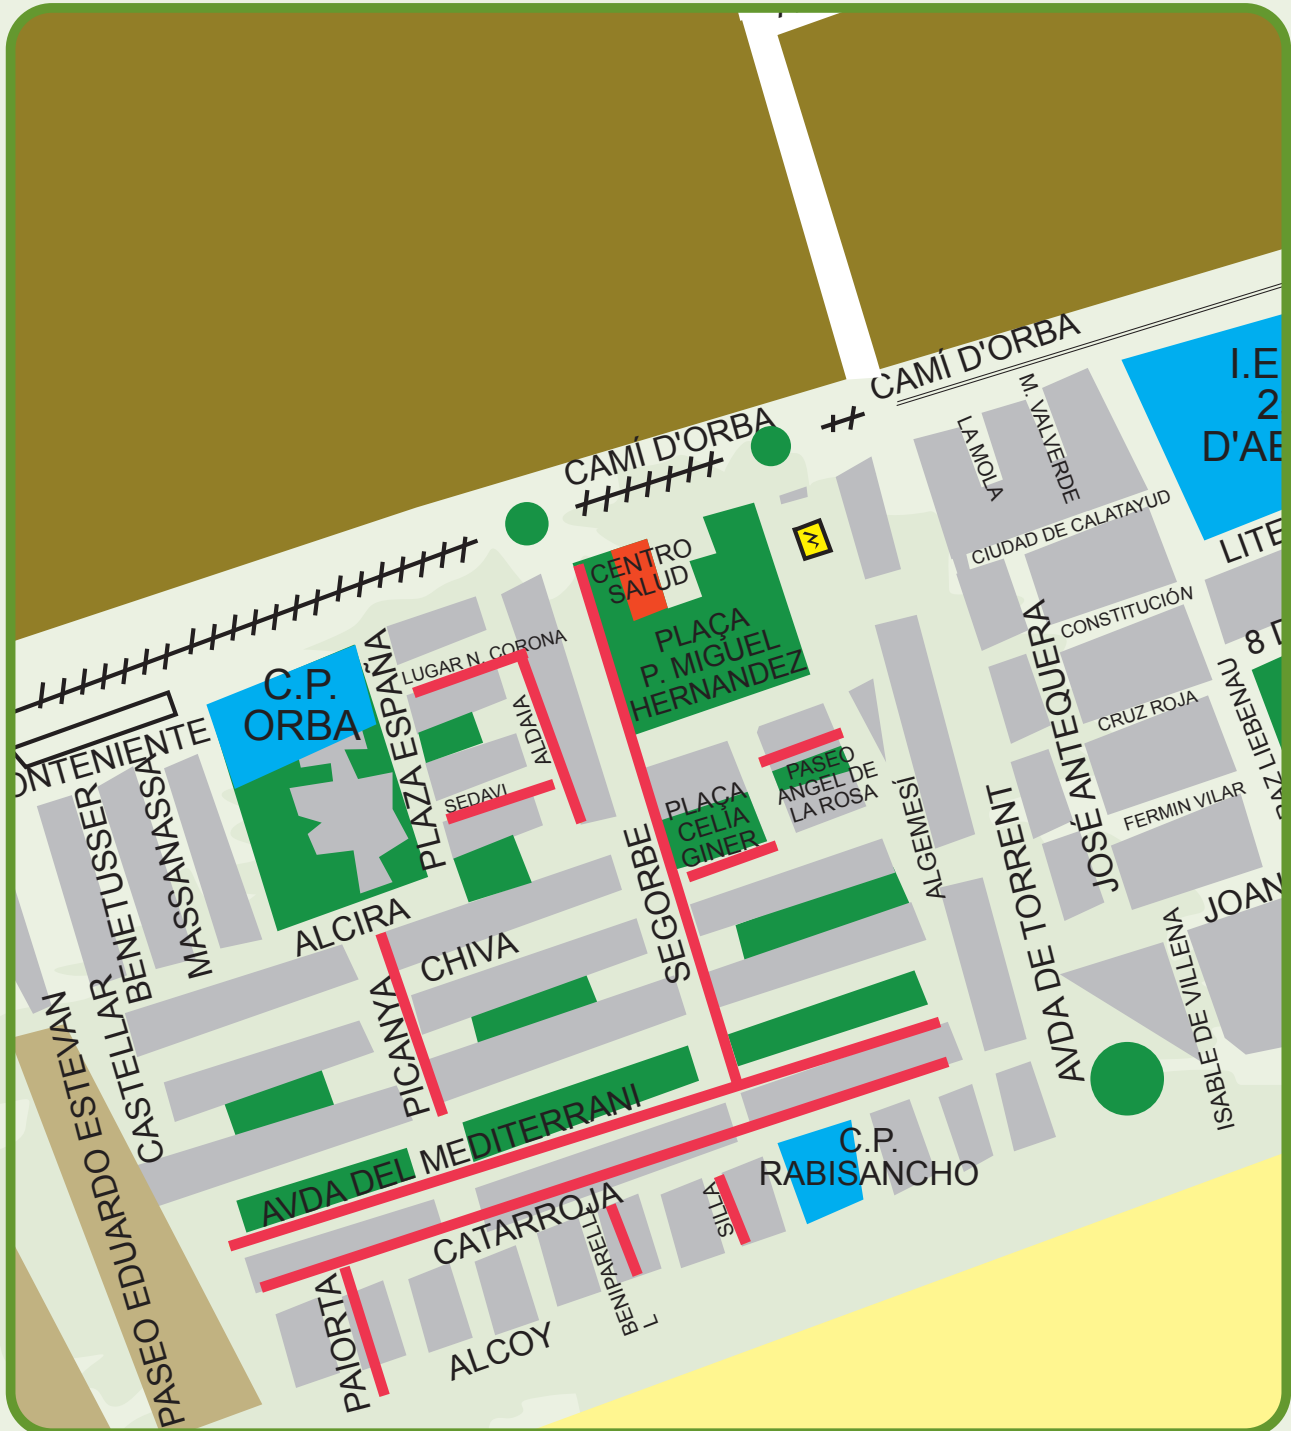 CAMÍ D'ORBA
CAMÍ D'ORBA
I.E
2
D'AB
M. VALVERDE
LA MOLA
CIUDAD DE CALATAYUD
LITE
CONSTITUCIÓN
8 D
CENTRO
SALUD
PLAÇA
P. MIGUEL
HERNANDEZ
LUGAR N. CORONA
C.P.
ORBA
PLAZA ESPAÑA
ALDAIA
ONTENIENTE
JOSÉ ANTEQUERA
CRUZ ROJA
DIAZ LIEBENAU
PASEO
ANGEL DE
LA ROSA
SEDAVI
PLAÇA
CELIA
GINER
FERMIN VILAR
BENETUSSER
MASSANASSA
ALGEMESÍ
AVDA DE TORRENT
SEGORBE
JOAN
ALCIRA
CHIVA
ISABLE DE VILLENA
PICANYA
CASTELLAR
PASEO EDUARDO ESTEVAN
AVDA DEL MEDITERRANI
C.P.
RABISANCHO
CATARROJA
SILLA
BENIPARELL
L
PAIORTA
ALCOY